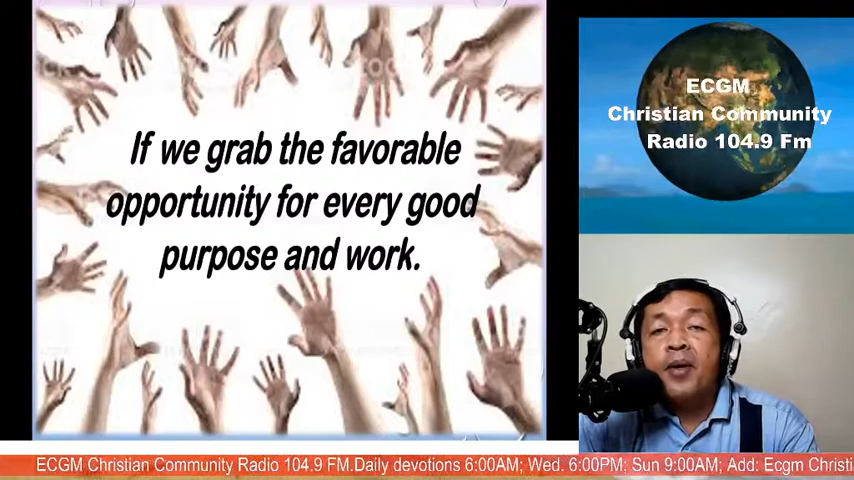 If we grab the favorable
opportunity for every good
purpose and work.
ECGM
Christian Community
Radio 104.9 Fm
ECGM Christian Community Radio 104.9 FM.Daily devotions 6:00AM; Wed. 6:00PM: Sun 9:00AM; Add: Ecgm Christi